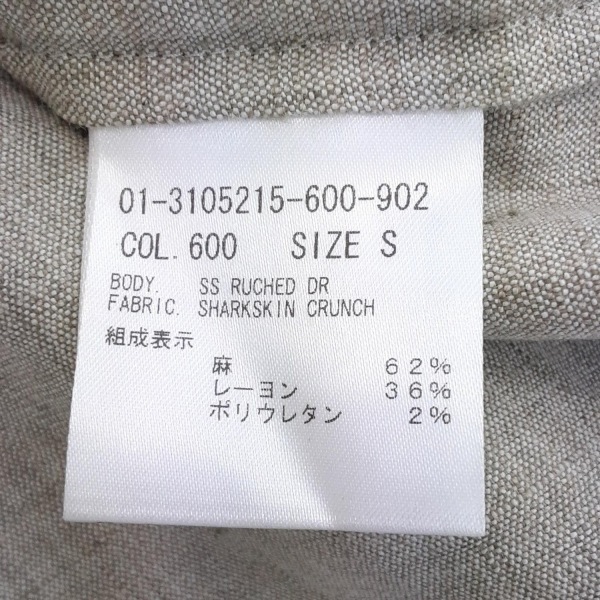 01-3105215-600-902
COL.600 SIZE S
BODY. SS RUCHED DR
FABRIC. SHARKSKIN CRUNCH
組成表示
麻 62%
レーヨン 36%
ポリウレタン 2%